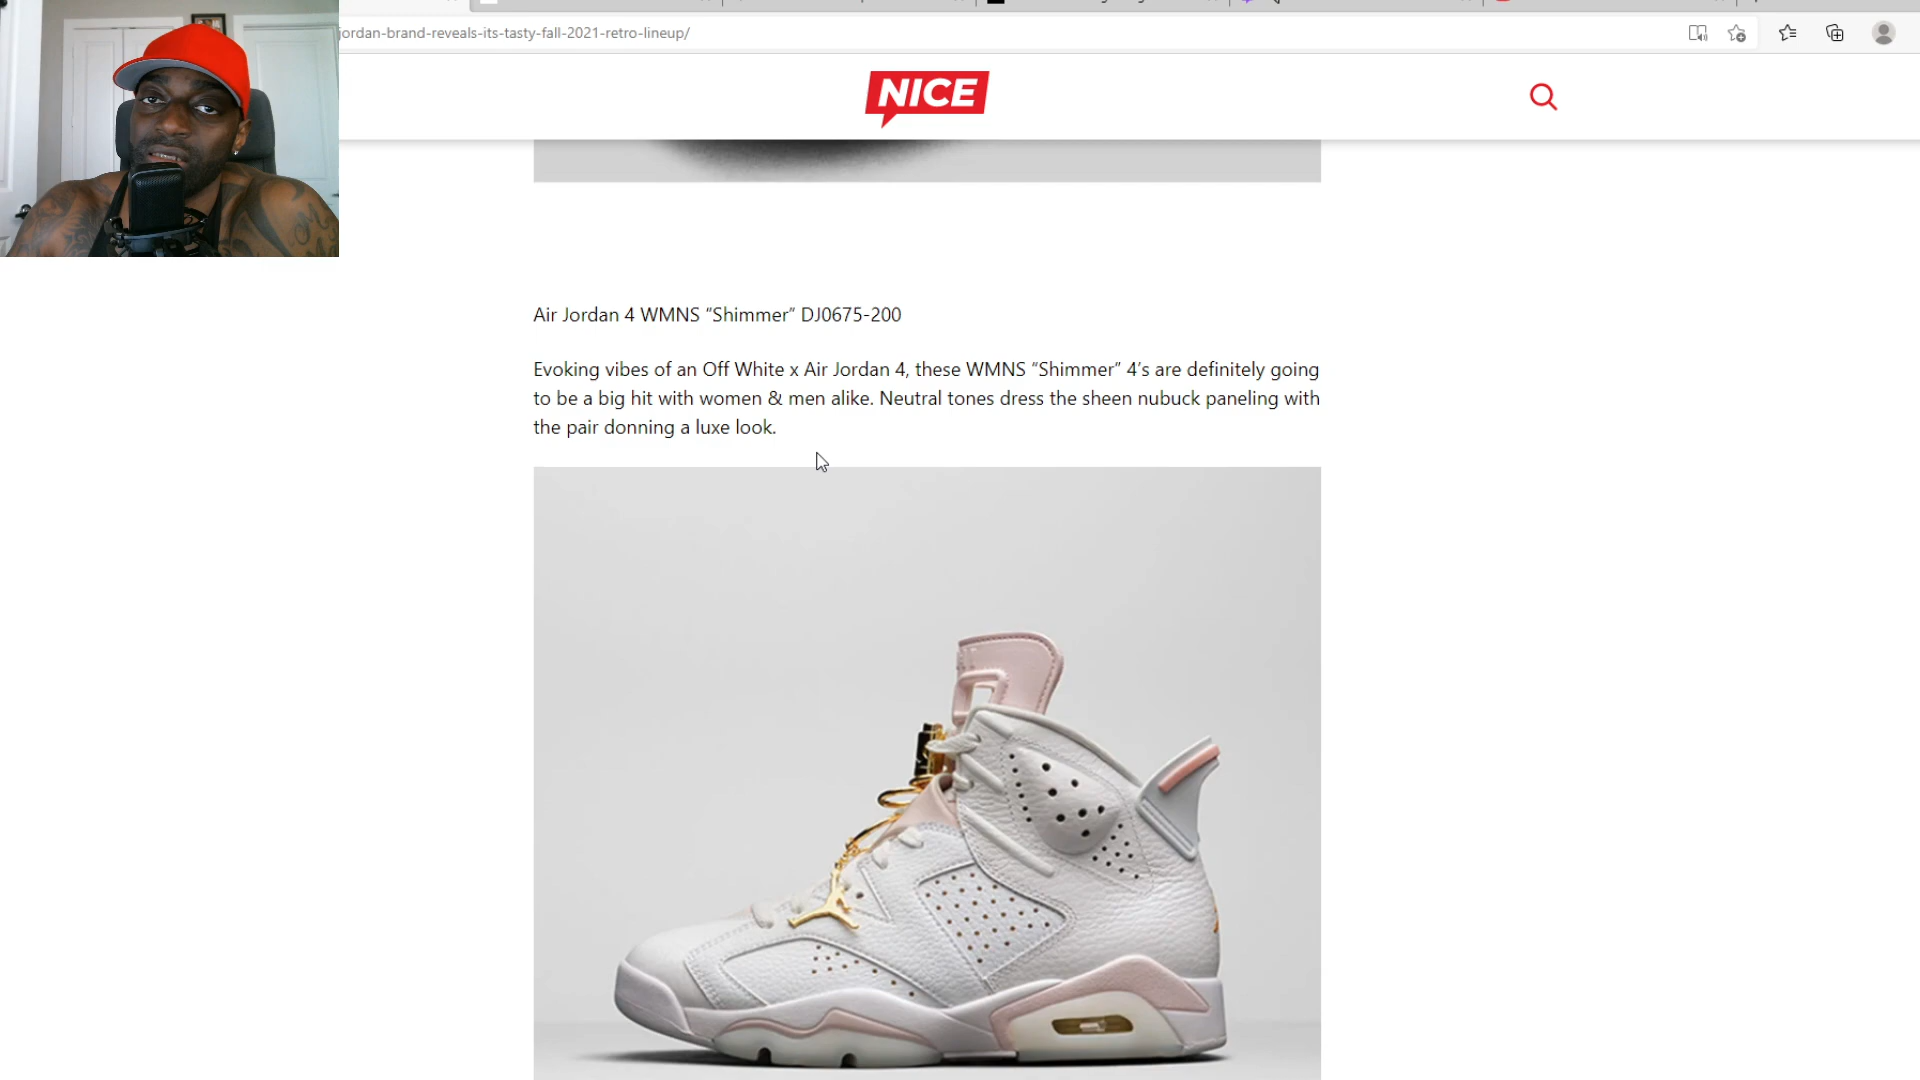 jordan-brand-reveals-its-tasty-fall-2021-retro-lineup/
NICE
Air Jordan 4 WMNS “Shimmer” DJ0675-200
Evoking vibes of an Off White x Air Jordan 4, these WMNS “Shimmer” 4’s are definitely going
to be a big hit with women & men alike. Neutral tones dress the sheen nubuck paneling with
the pair donning a luxe look.